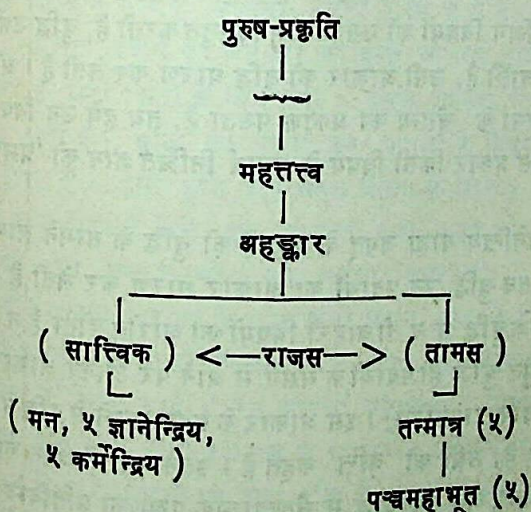 पुरुष-प्रकृति
महत्तत्त्व
अहङ्कार
( सात्त्विक ) <—राजस—> ( तामस )
( मन, ५ ज्ञानेन्द्रिय, तन्मात्र (५)
५ कर्मेन्द्रिय )
पञ्चमहाभूत (५)